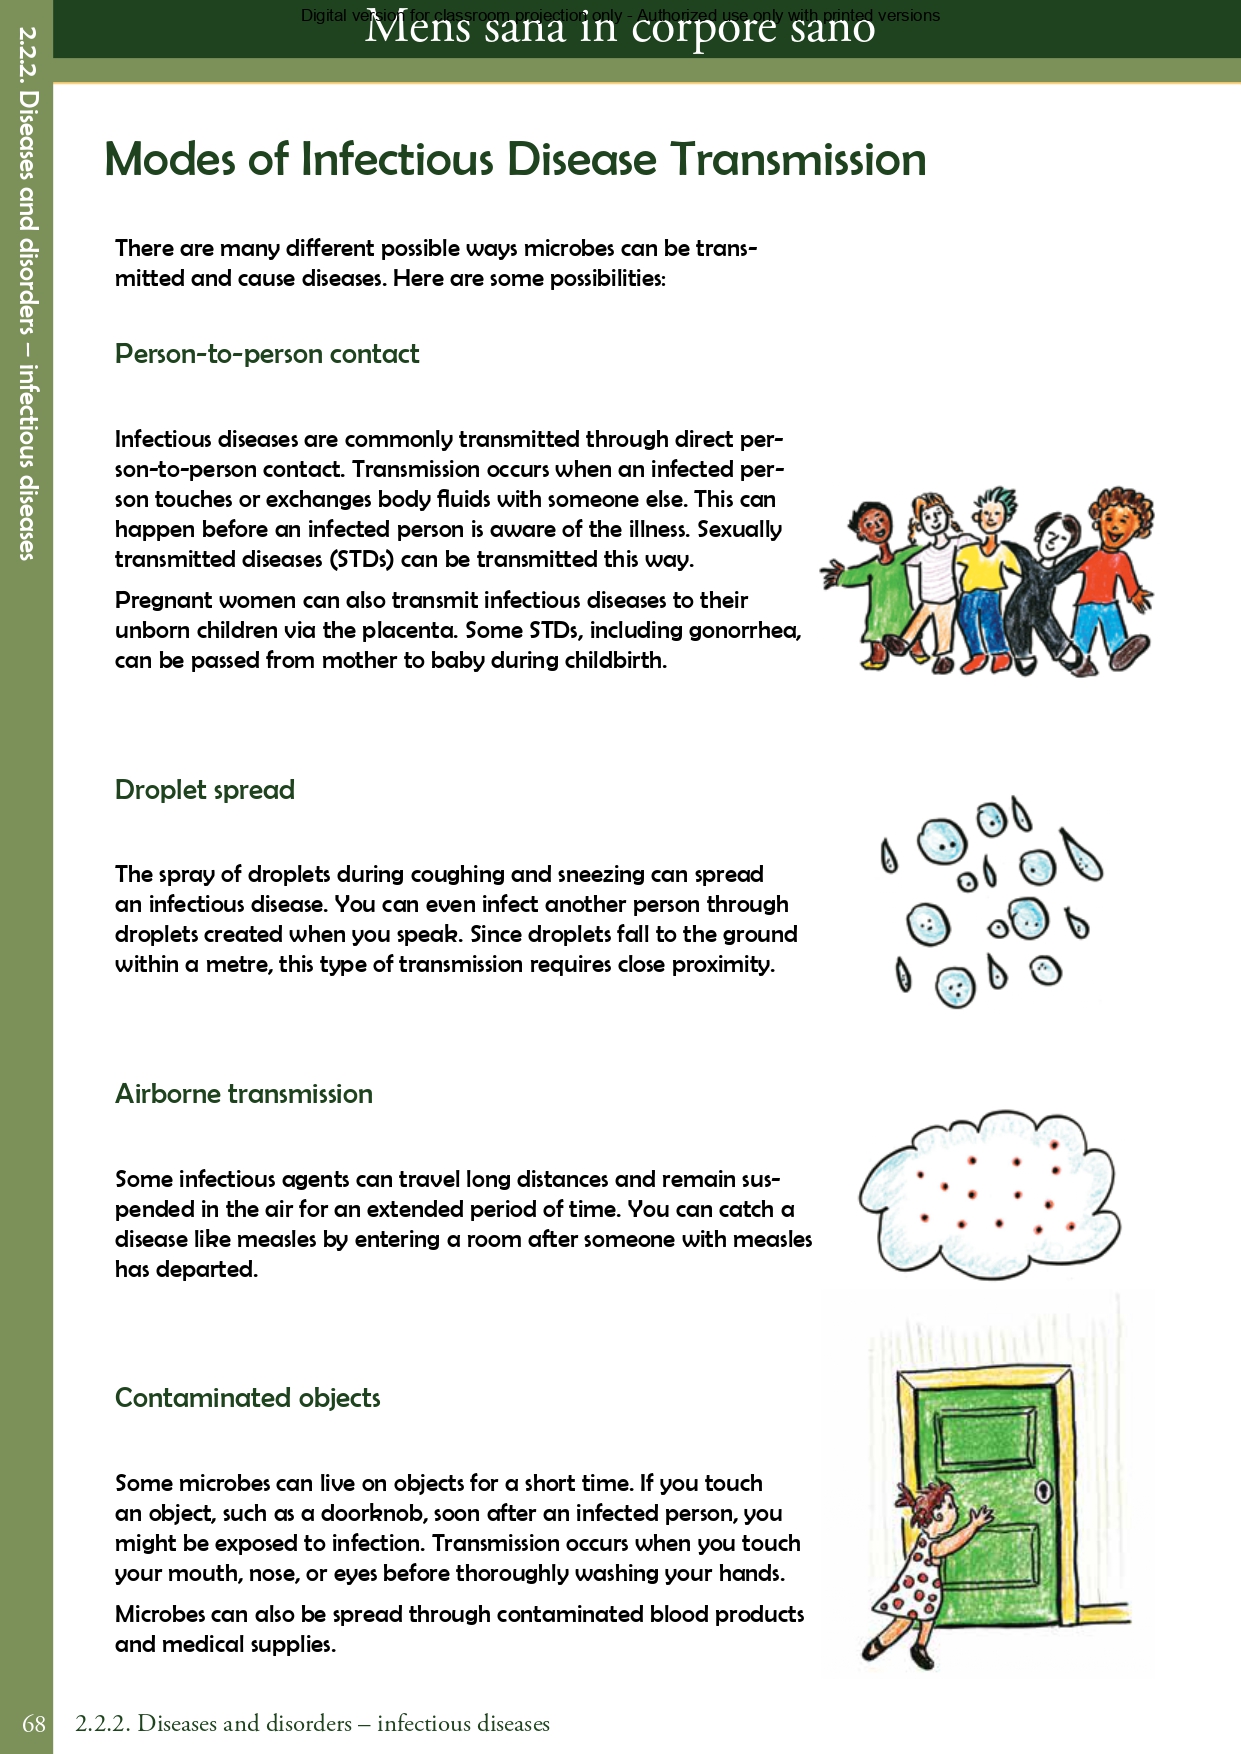 Digital version for classroom projection only - Authorized use only with printed versions
Mens sana in corpore sano
2.2.2. Diseases and disorders – infectious diseases
Modes of Infectious Disease Transmission
There are many different possible ways microbes can be trans-
mitted and cause diseases. Here are some possibilities:
Person-to-person contact
Infectious diseases are commonly transmitted through direct per-
son-to-person contact. Transmission occurs when an infected per-
son touches or exchanges body fluids with someone else. This can
happen before an infected person is aware of the illness. Sexually
transmitted diseases (STDs) can be transmitted this way.
Pregnant women can also transmit infectious diseases to their
unborn children via the placenta. Some STDs, including gonorrhea,
can be passed from mother to baby during childbirth.
Droplet spread
The spray of droplets during coughing and sneezing can spread
an infectious disease. You can even infect another person through
droplets created when you speak. Since droplets fall to the ground
within a metre, this type of transmission requires close proximity.
Airborne transmission
Some infectious agents can travel long distances and remain sus-
pended in the air for an extended period of time. You can catch a
disease like measles by entering a room after someone with measles
has departed.
Contaminated objects
Some microbes can live on objects for a short time. If you touch
an object, such as a doorknob, soon after an infected person, you
might be exposed to infection. Transmission occurs when you touch
your mouth, nose, or eyes before thoroughly washing your hands.
Microbes can also be spread through contaminated blood products
and medical supplies.
68 2.2.2. Diseases and disorders – infectious diseases